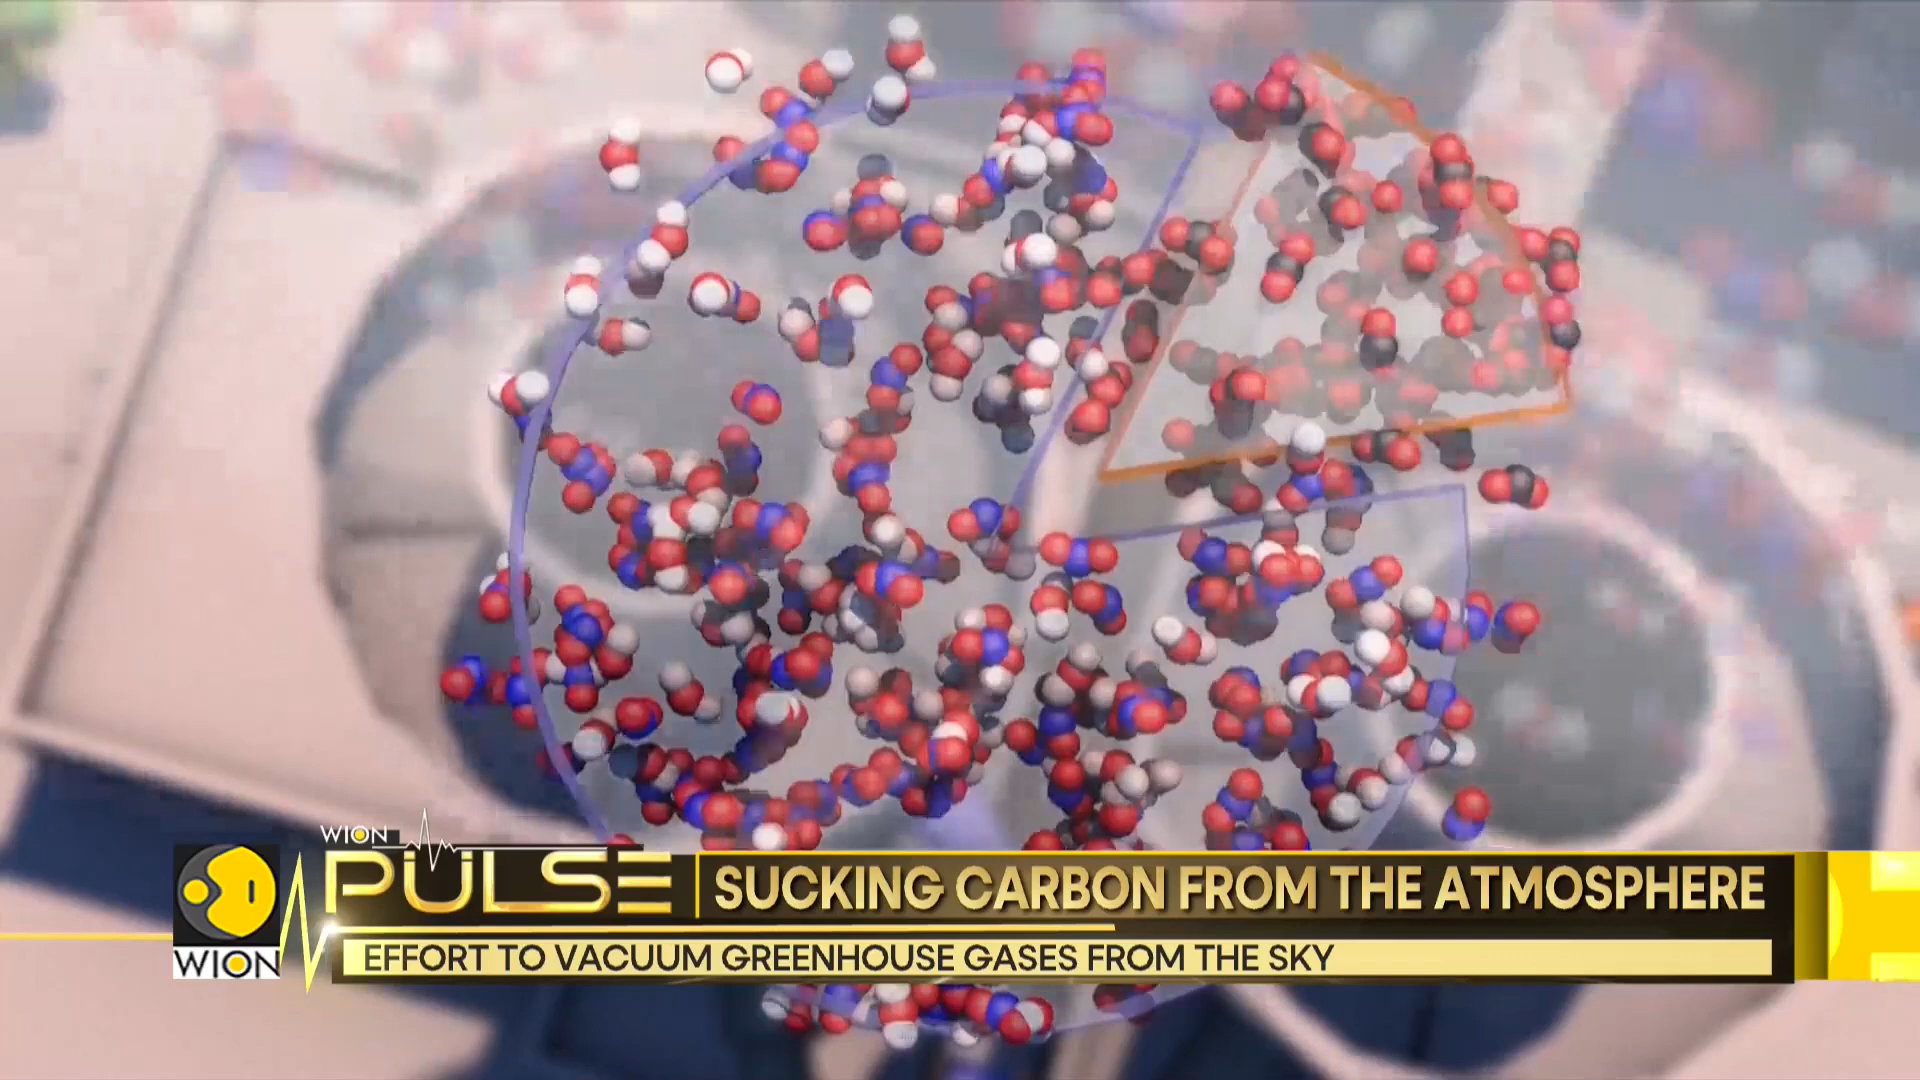 WION
PULSE
SUCKING CARBON FROM THE ATMOSPHERE
WION
EFFORT TO VACUUM GREENHOUSE GASES FROM THE SKY